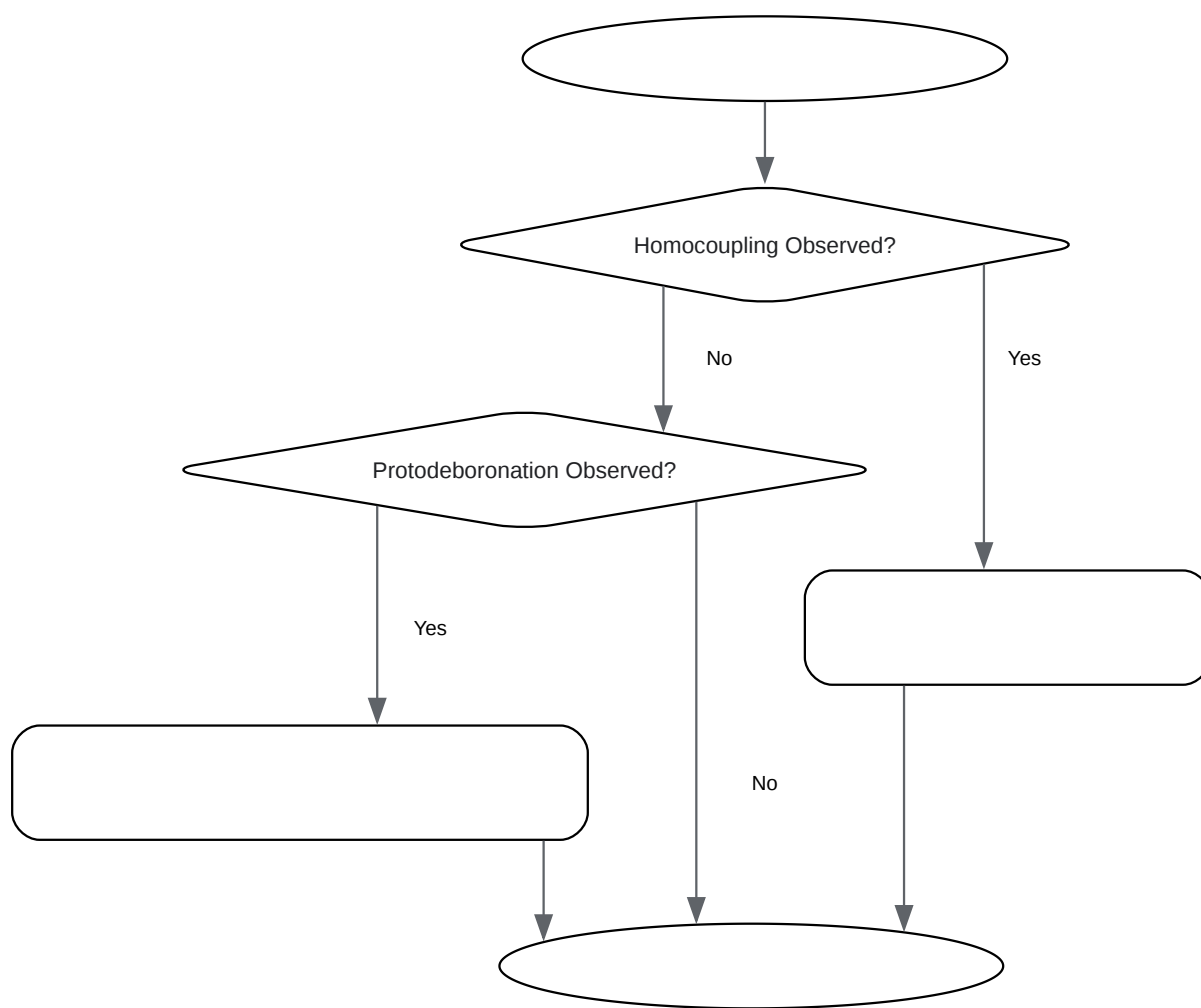 Homocoupling Observed?
No
Yes
Protodeboronation Observed?
Yes
No